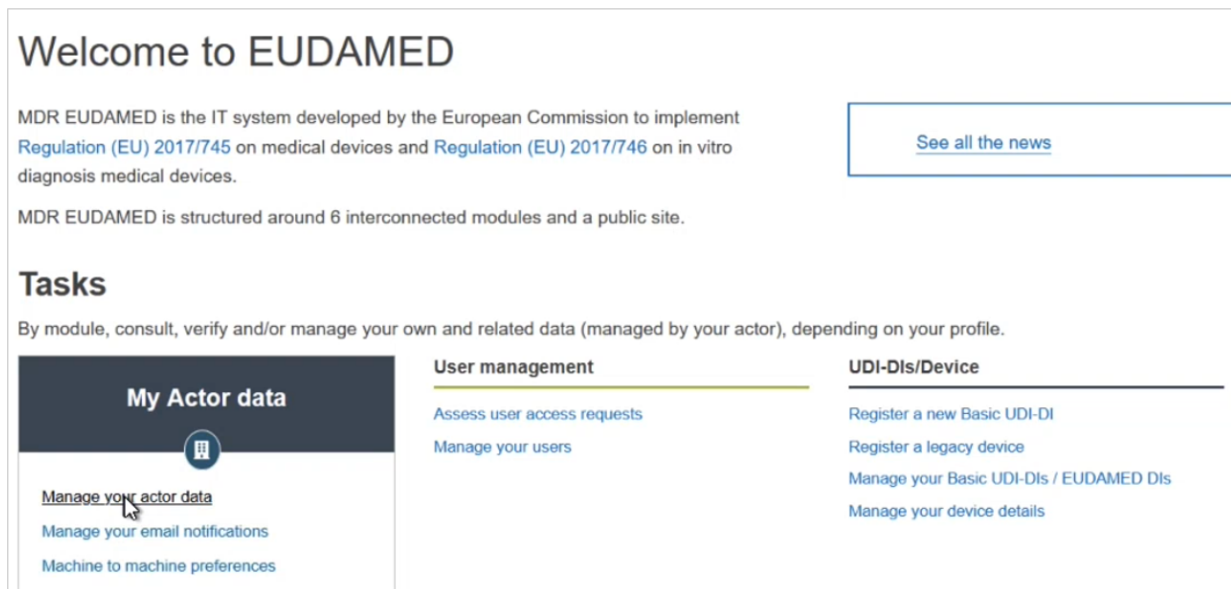 Welcome to EUDAMED
MDR EUDAMED is the IT system developed by the European Commission to implement
Regulation (EU) 2017/745 on medical devices and Regulation (EU) 2017/746 on in vitro
diagnosis medical devices.
See all the news
MDR EUDAMED is structured around 6 interconnected modules and a public site.
Tasks
By module, consult, verify and/or manage your own and related data (managed by your actor), depending on your profile.
My Actor data
Manage your actor data
Manage your email notifications
Machine to machine preferences
User management
Assess user access requests
Manage your users
UDI-DIs/Device
Register a new Basic UDI-DI
Register a legacy device
Manage your Basic UDI-DIs / EUDAMED DIs
Manage your device details